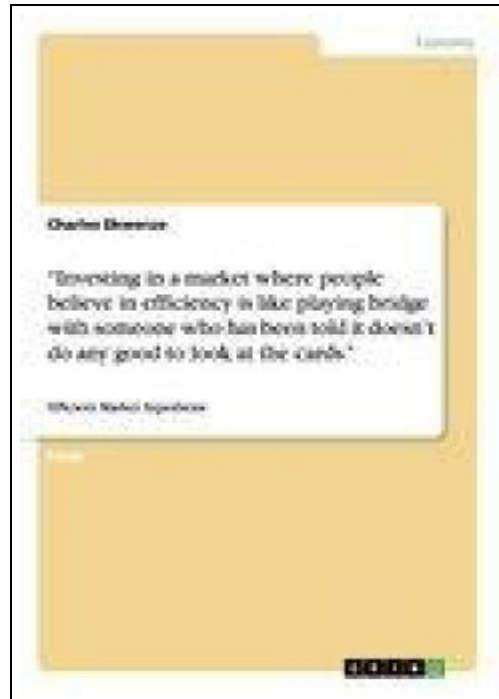 Charles
"Investing in a market where people
believe in efficiency is like playing bridge
with someone who has been told it doesn't
do any good to look at the cards."
Efficient Market Hypothesis